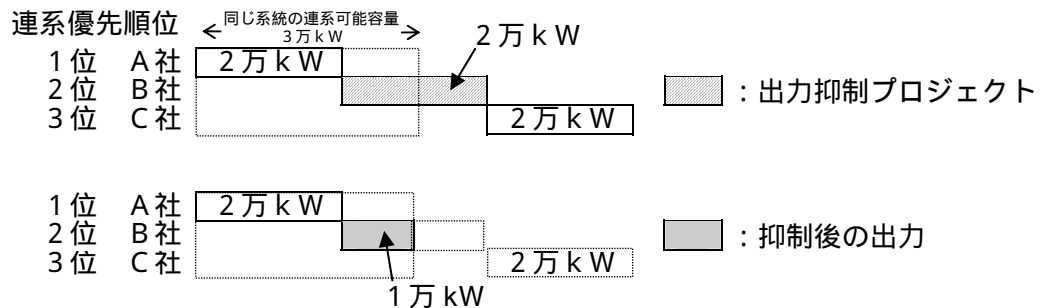 連系優先順位
同じ系統の連系可能容量
3万kW
2万kW
1位 A社 2万kW
2位 B社
3位 C社 2万kW
:出力抑制プロジェクト
1位 A社 2万kW
2位 B社
3位 C社 2万kW
:抑制後の出力
1万kW